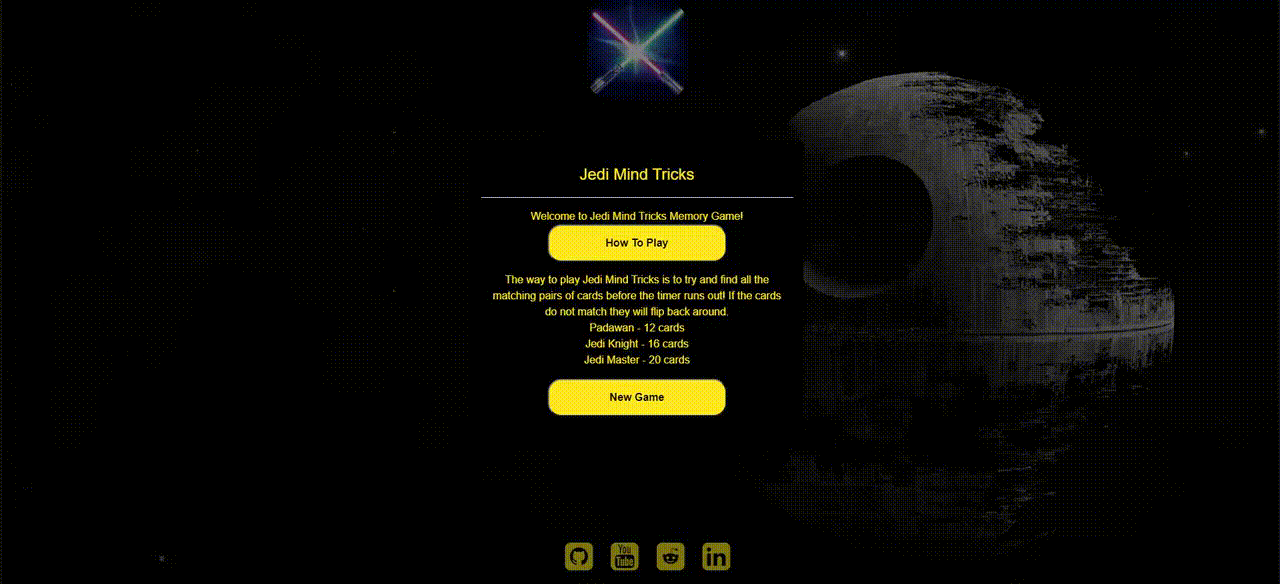 Jedi Mind Tricks
Welcome to Jedi Mind Tricks Memory Game!
How To Play
The way to play Jedi Mind Tricks is to try and find all the
matching pairs of cards before the timer runs out! If the cards
do not match they will flip back around.
Padawan - 12 cards
Jedi Knight - 16 cards
Jedi Master - 20 cards
New Game
You
Tube
in